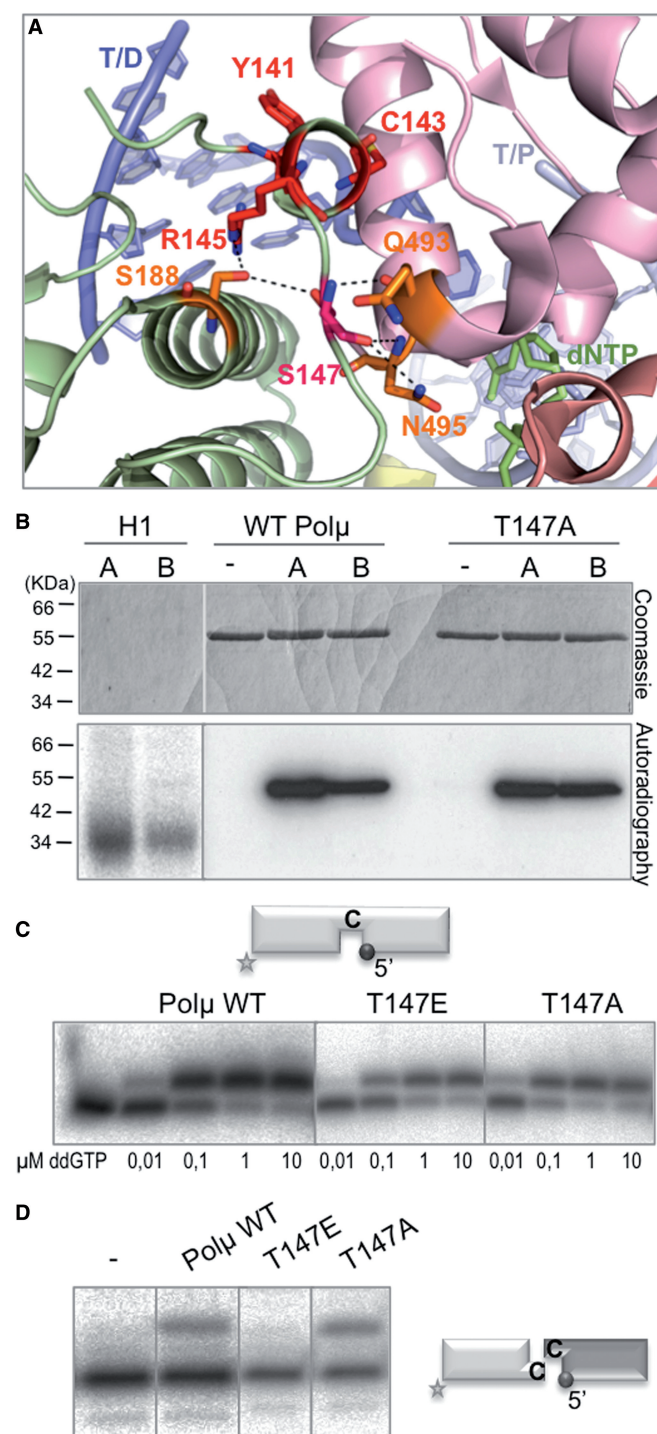 A
T/D
Y141
C143
T/P
R145
Q493
S188
dNTP
S147
N495
B
H1 WT Polμ T147A
A B - A B - A B
(KDa)
66
55
42
34
Coomassie
66
55
42
34
Autoradiography
C
C
5'
Polμ WT T147E T147A
μM ddGTP 0,01 0,1 1 10 0,01 0,1 1 10 0,01 0,1 1 10
D
- Polμ WT T147E T147A
C
C
5'